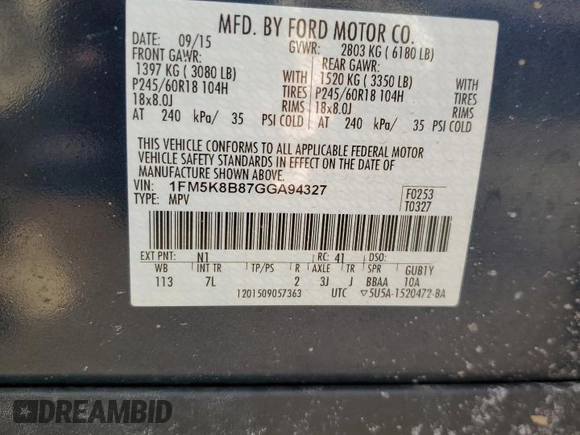 MFD. BY FORD MOTOR CO.
DATE: 09/15 GVWR: 2803 KG ( 6180 LB)
FRONT GAWR: REAR GAWR:
1397 KG ( 3080 LB) WITH 1520 KG ( 3350 LB) WITH
P245/60R18 104H TIRES P245/60R18 104H TIRES
18x8.0J RIMS 18x8.0J RIMS
AT 240 kPa/ 35 PSI COLD AT 240 kPa/ 35 PSI COLD
THIS VEHICLE CONFORMS TO ALL APPLICABLE FEDERAL MOTOR
VEHICLE SAFETY STANDARDS IN EFFECT ON THE DATE OF
MANUFACTURE SHOWN ABOVE.
VIN: 1FM5K8B87GGA94327 F0253
TYPE: MPV T0327
EXT PNT: N1 RC: 41 DSO:
WB INT TR TP/PS R AXLE TR SPR GUB1Y
113 7L 2 3J J BBAA 10A
1201509057363 UTC ▽5U5A-1520472-BA
DREAMBID